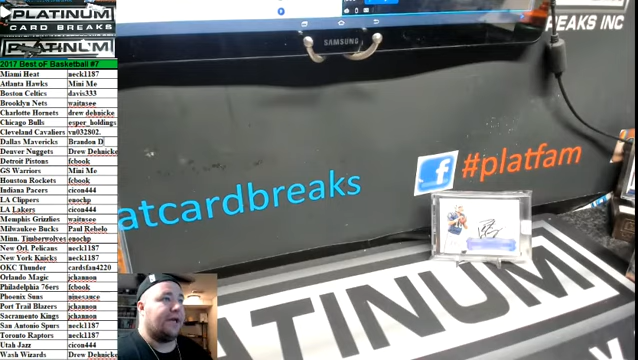 PLATINUM
CARD BREAKS
PLATINUM
2017 Best oF Basketball #7
Miami Heat neck1187
Atlanta Hawks Mini Me
Boston Celtics davis333
Brooklyn Nets waitusee
Charlotte Hornets drew dehnicke
Chicago Bulls esper_holdings
Cleveland Cavaliers vn032802.
Dallas Mavericks Brandon D
Denver Nuggets Drew Dehnicke
Detroit Pistons fcbook
GS Warriors Mini Me
Houston Rockets fcbook
Indiana Pacers cicon444
LA Clippers enochp
LA Lakers cicon444
Memphis Grizzlies waitusee
Milwaukee Bucks Paul Rebelo
Minn. Timberwolves enochp
New Orl. Pelicans neck1187
New York Knicks neck1187
OKC Thunder cardsfan4220
Orlando Magic jchannon
Philadelphia 76ers fcbook
Phoenix Suns ninesauce
Port Trail Blazers jchannon
Sacramento Kings jchannon
San Antonio Spurs neck1187
Toronto Raptors neck1187
Utah Jazz cicon444
Wash Wizards Drew Dehnicke
SAMSUNG
BREAKS INC
f #platfam
atcardbreaks
PLATINUM